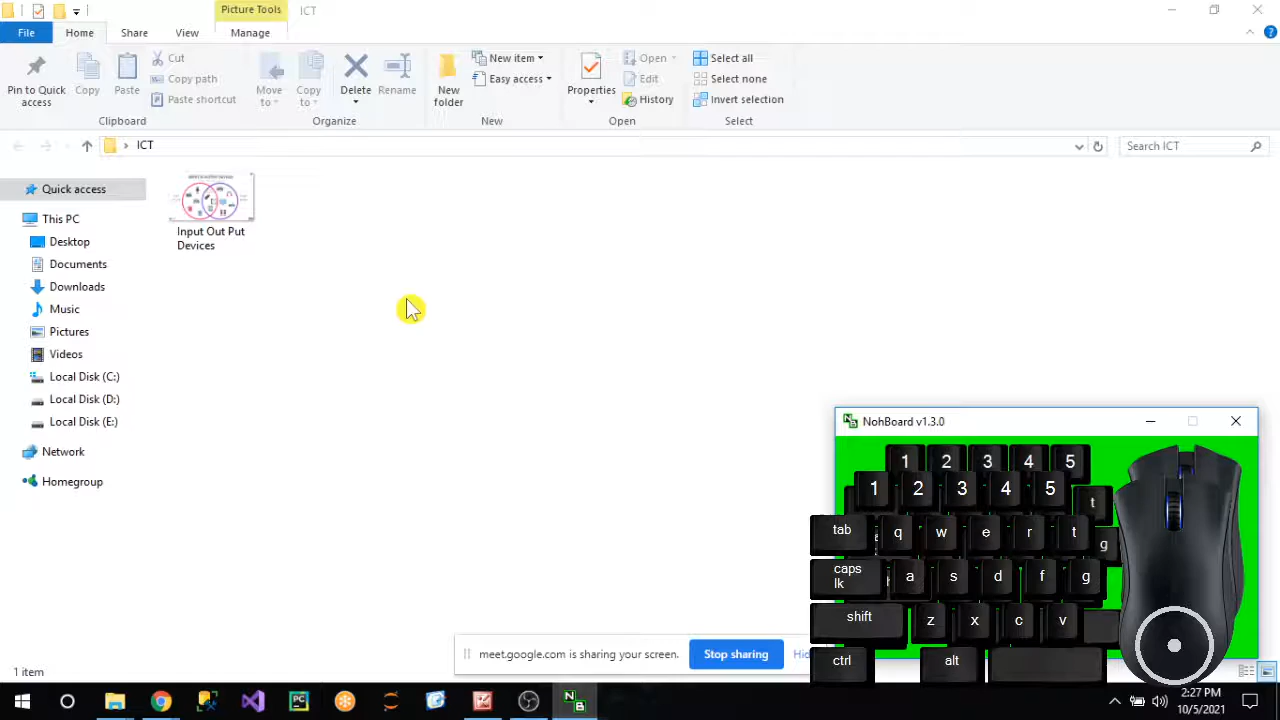 Picture Tools
ICT
File
Home
Share
View
Manage
Pin to Quick
access
Copy
Paste
Cut
Copy path
Paste shortcut
Move
to
Copy
to
Delete
Rename
New
folder
New item
Easy access
Properties
Open
Edit
History
Select all
Select none
Invert selection
Clipboard
Organize
New
Open
Select
ICT
Search ICT
Quick access
This PC
Desktop
Documents
Downloads
Music
Pictures
Videos
Local Disk (C:)
Local Disk (D:)
Local Disk (E:)
Network
Homegroup
Input Out Put
Devices
NohBoard v1.3.0
1 2 3 4 5
1 2 3 4 5
t
tab q w e r t
g
caps
lk
a s d f g
shift z x c v
ctrl alt
meet.google.com is sharing your screen.
Stop sharing
1 item
PC
2:27 PM
10/5/2021